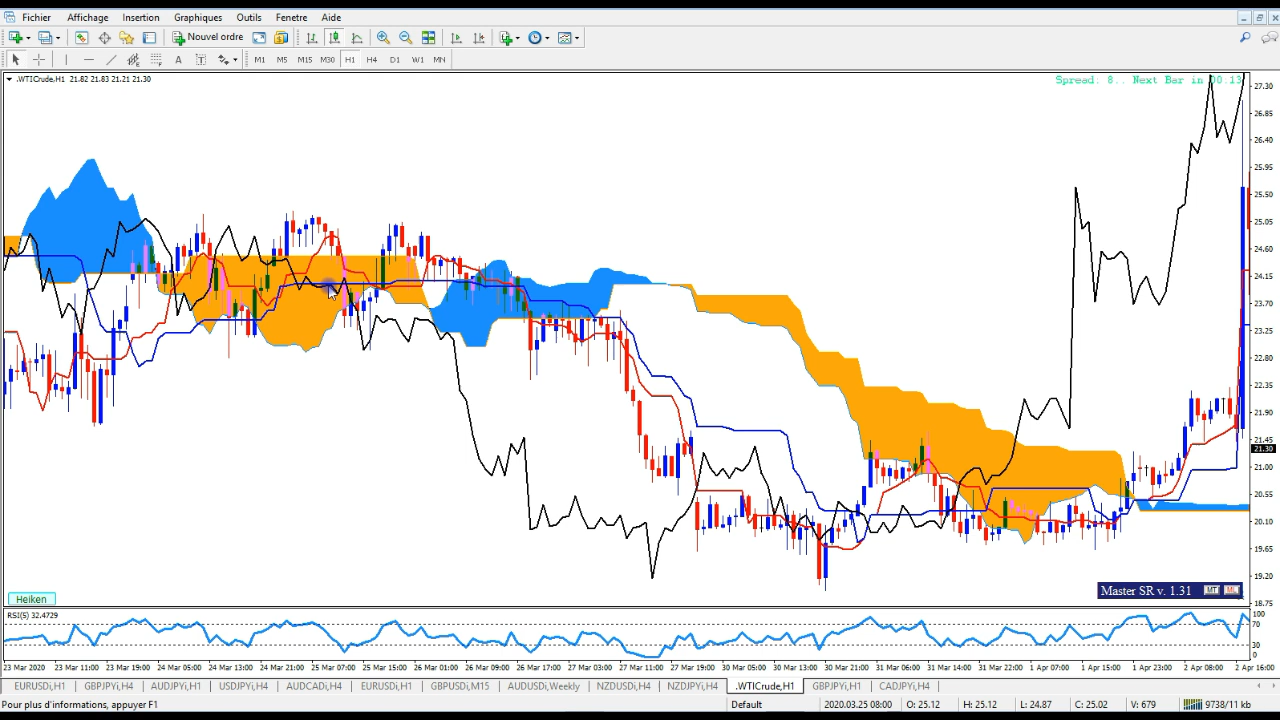 Fichier Affichage Insertion Graphiques Outils Fenetre Aide
Nouvel ordre
A T M1 M5 M15 M30 H1 H4 D1 W1 MN
.WTICrude,H1 21.82 21.83 21.21 21.30
Spread: 8.. Next Bar in 00.13
27.30
26.85
26.40
25.95
25.50
25.05
24.60
24.15
23.70
23.25
22.80
22.35
21.90
21.45
21.30
21.00
20.55
20.10
19.65
19.20
18.75
Heiken
Master SR v. 1.31 MT
RSI(5) 32.4729
100
70
30
0
23 Mar 2020 23 Mar 11:00 23 Mar 19:00 24 Mar 05:00 24 Mar 13:00 24 Mar 21:00 25 Mar 07:00 25 Mar 15:00 26 Mar 01:00 26 Mar 09:00 26 Mar 17:00 27 Mar 03:00 27 Mar 11:00 27 Mar 19:00 30 Mar 05:00 30 Mar 13:00 30 Mar 21:00 31 Mar 06:00 31 Mar 14:00 31 Mar 22:00 1 Apr 07:00 1 Apr 15:00 1 Apr 23:00 2 Apr 08:00 2 Apr 16:00
EURUSDi,H1 GBPJPYi,H4 AUDJPYi,H1 USDJPYi,H4 AUDCADi,H4 EURUSDi,H1 GBPUSDi,M15 AUDUSDi,Weekly NZDUSDi,H4 NZDJPYi,H4 .WTICrude,H1 GBPJPYi,H1 CADJPYi,H4
Pour plus d'informations, appuyer F1 Default 2020.03.25 08:00 O: 25.12 H: 25.12 L: 24.87 C: 25.02 V: 679 9738/11 kb